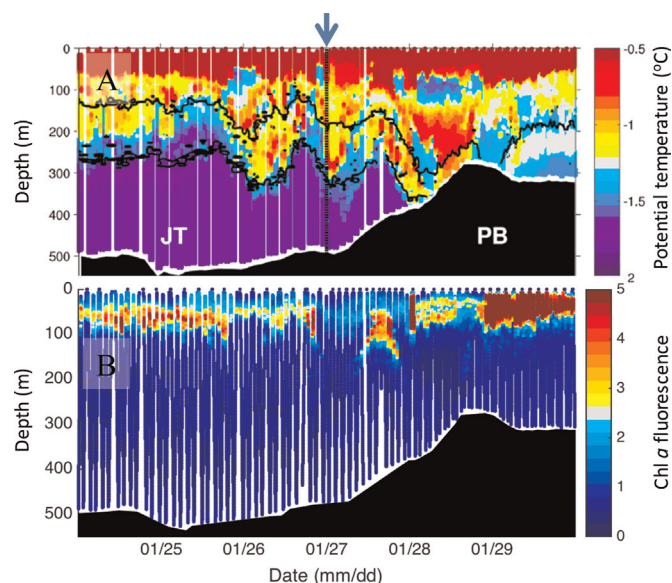 0
100
200
300
400
500
Depth (m)
A
JT
PB
-0.5
-1
-1.5
2
Potential temperature (°C)
0
100
200
300
400
500
Depth (m)
B
5
4
3
2
1
0
Chl a fluorescence
01/25 01/26 01/27 01/28 01/29
Date (mm/dd)